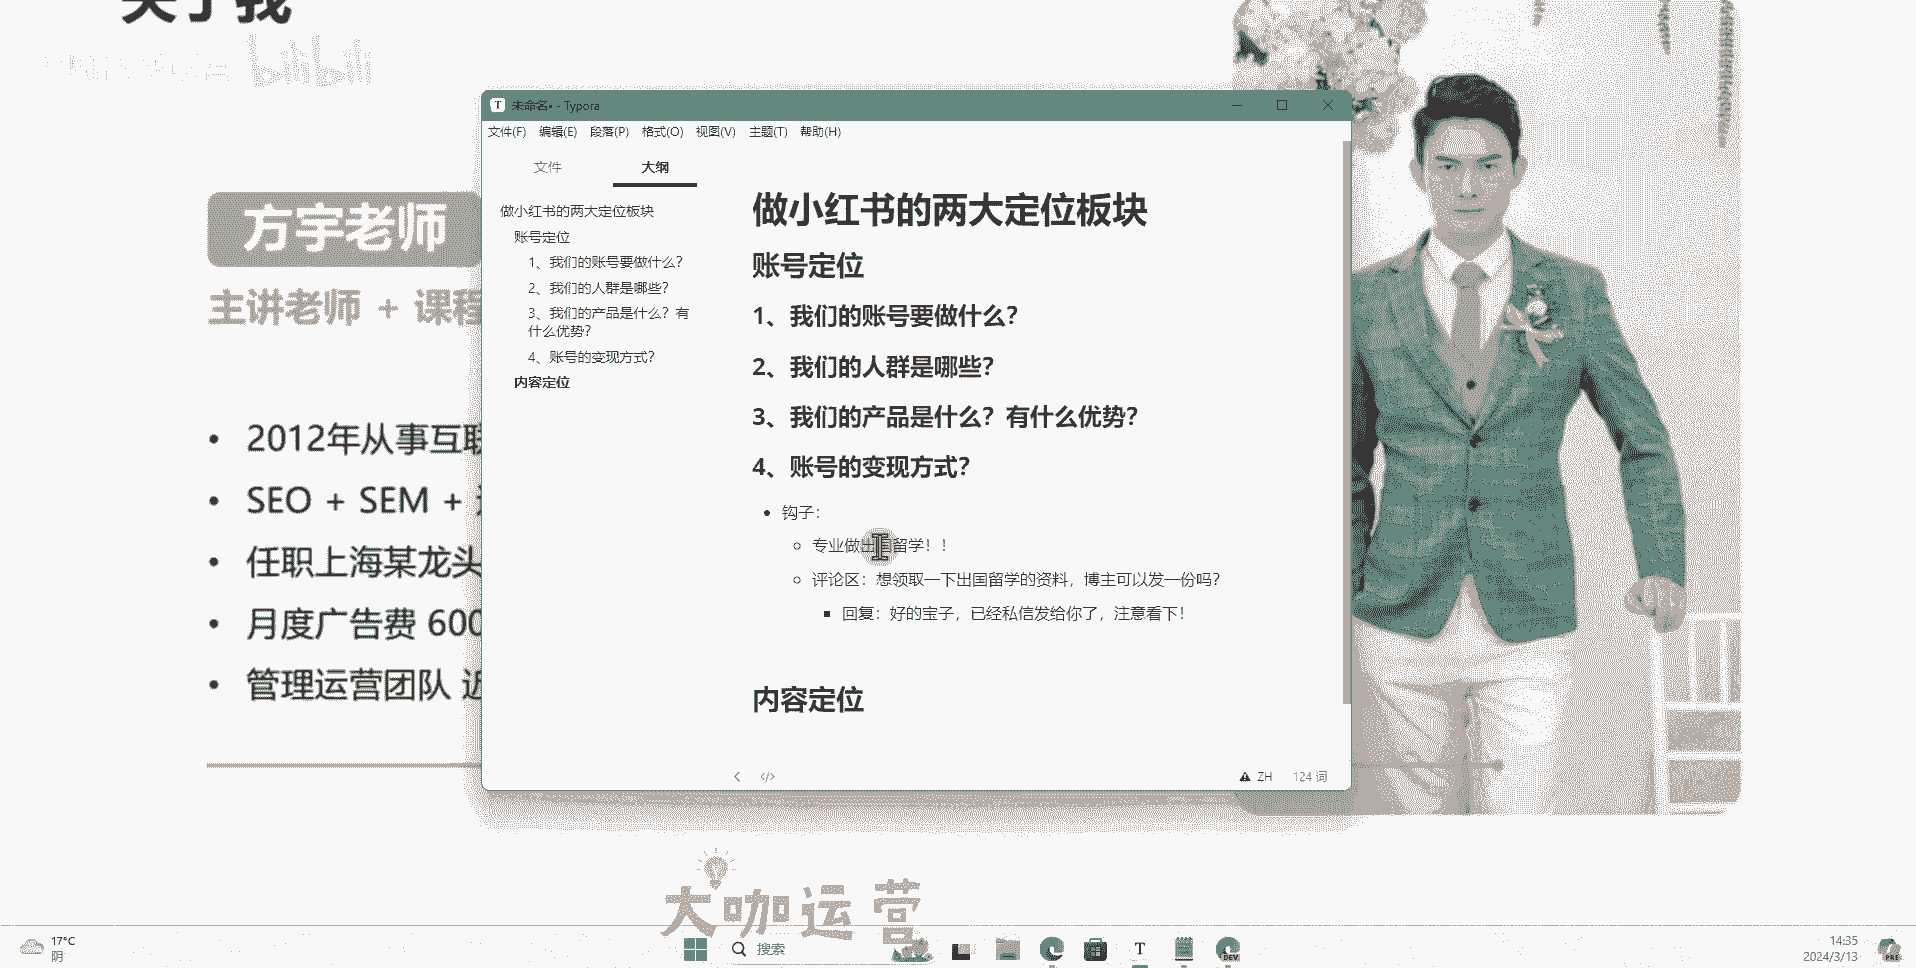 关于我
bilibili
方宇老师
主讲老师 + 课程
2012年从事互联
SEO + SEM +
任职上海某龙头
月度广告费 600
管理运营团队 近
未命名• - Typora
文件(F) 编辑(E) 段落(P) 格式(O) 视图(V) 主题(T) 帮助(H)
文件 大纲
做小红书的两大定位板块
账号定位
1、我们的账号要做什么？
2、我们的人群是哪些？
3、我们的产品是什么？有
什么优势？
4、账号的变现方式？
内容定位
做小红书的两大定位板块
账号定位
1、我们的账号要做什么？
2、我们的人群是哪些？
3、我们的产品是什么？有什么优势？
4、账号的变现方式？
钩子：
专业做出国留学！！
评论区：想领取一下出国留学的资料，博主可以发一份吗？
回复：好的宝子，已经私信发给你了，注意看下！
内容定位
ZH 124 词
大咖运营
17°C
阴
搜索
DEV
14:35
2024/3/13
PRE